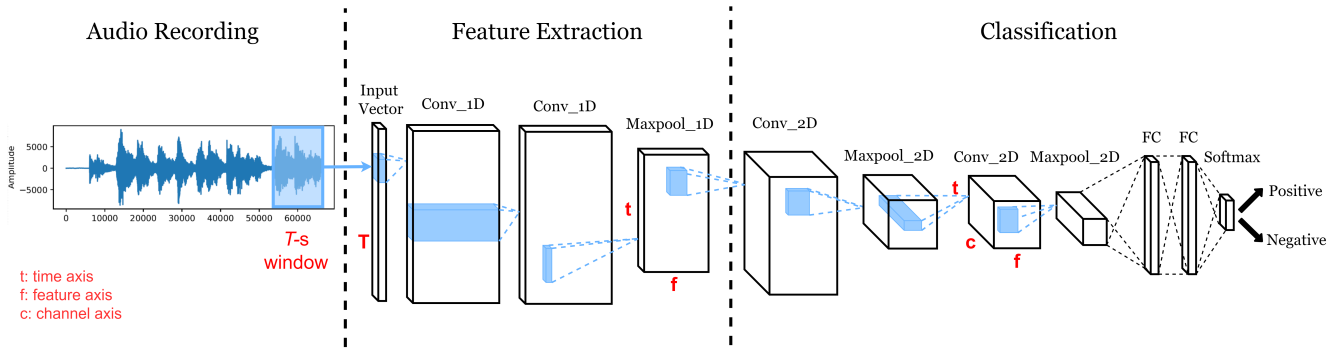 Audio Recording
Feature Extraction
Classification
Input
Vector
Conv_1D
Conv_1D
Maxpool_1D
Conv_2D
Maxpool_2D
Conv_2D
Maxpool_2D
FC
FC
Softmax
Positive
Negative
Amplitude
5000
0
−5000
0
10000
20000
30000
40000
50000
60000
T-s
window
T
t
f
t
c
f
t: time axis
f: feature axis
c: channel axis